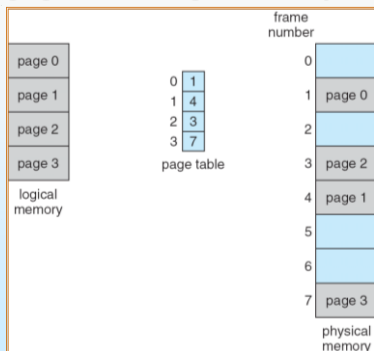 page 0
page 1
page 2
page 3
logical
memory
0 1
1 4
2 3
3 7
page table
frame
number
0
1 page 0
2
3 page 2
4 page 1
5
6
7 page 3
physical
memory